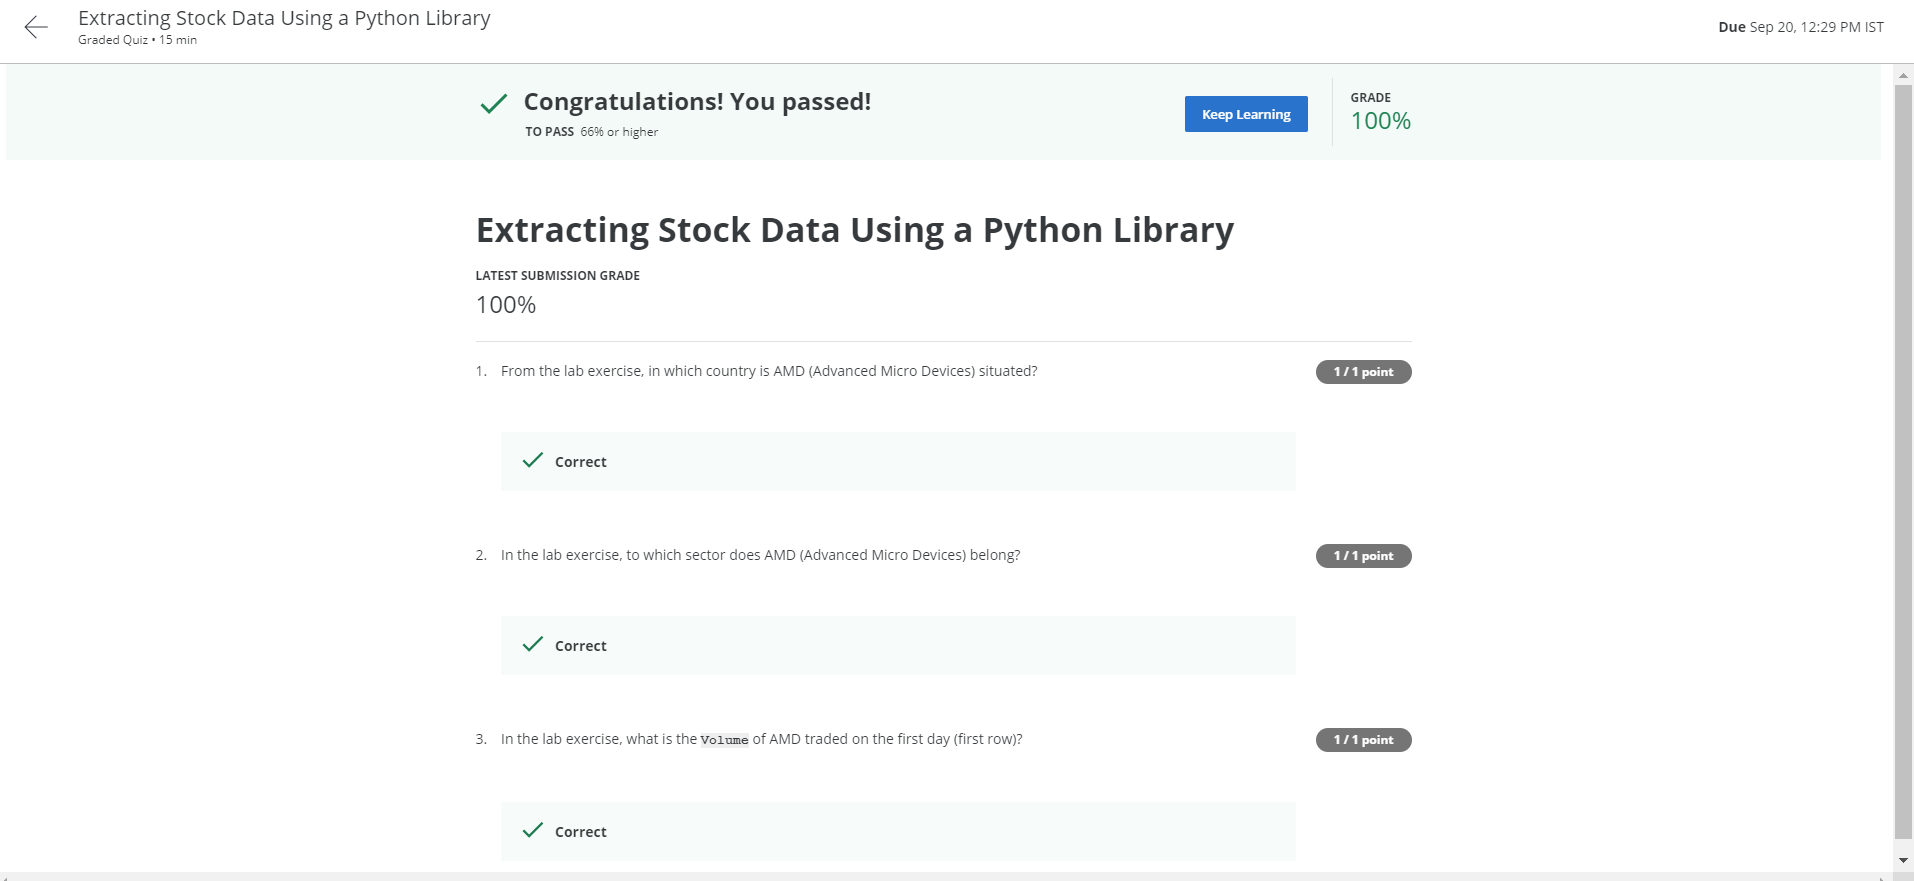 Extracting Stock Data Using a Python Library
Graded Quiz • 15 min
Due Sep 20, 12:29 PM IST
Congratulations! You passed!
TO PASS 66% or higher
Keep Learning
GRADE
100%
Extracting Stock Data Using a Python Library
LATEST SUBMISSION GRADE
100%
1. From the lab exercise, in which country is AMD (Advanced Micro Devices) situated?
1 / 1 point
Correct
2. In the lab exercise, to which sector does AMD (Advanced Micro Devices) belong?
1 / 1 point
Correct
3. In the lab exercise, what is the Volume of AMD traded on the first day (first row)?
1 / 1 point
Correct